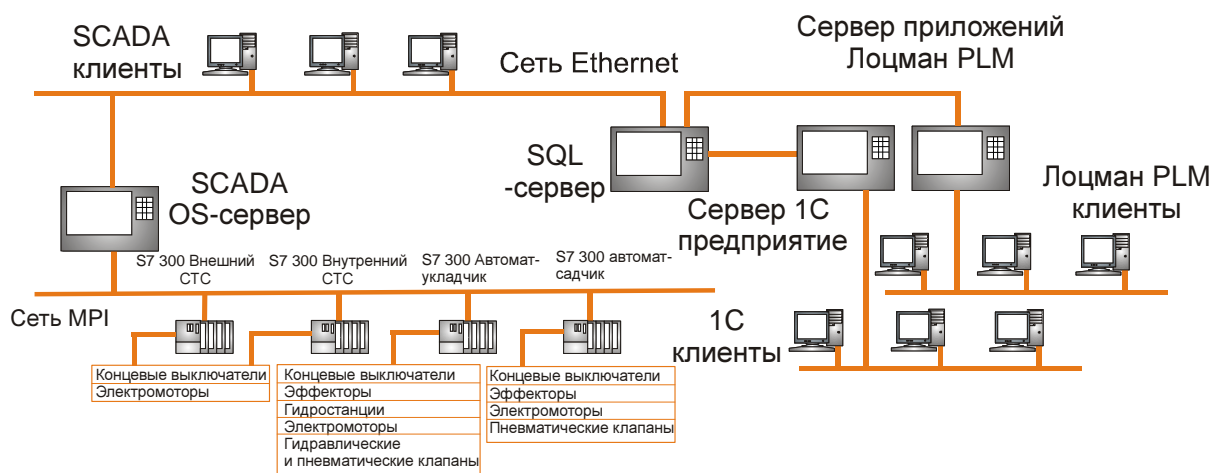 SCADA
клиенты
Сеть Ethernet
Сервер приложений
Лоцман PLM
SQL
-сервер
Сервер 1С
предприятие
Лоцман PLM
клиенты
SCADA
OS-сервер
S7 300 Внешний
СТС
S7 300 Внутренний
СТС
S7 300 Автомат-
укладчик
S7 300 автомат-
садчик
Сеть MPI
1С
клиенты
Концевые выключатели
Электромоторы
Концевые выключатели
Эффекторы
Гидростанции
Электромоторы
Гидравлические
и пневматические клапаны
Концевые выключатели
Эффекторы
Электромоторы
Пневматические клапаны